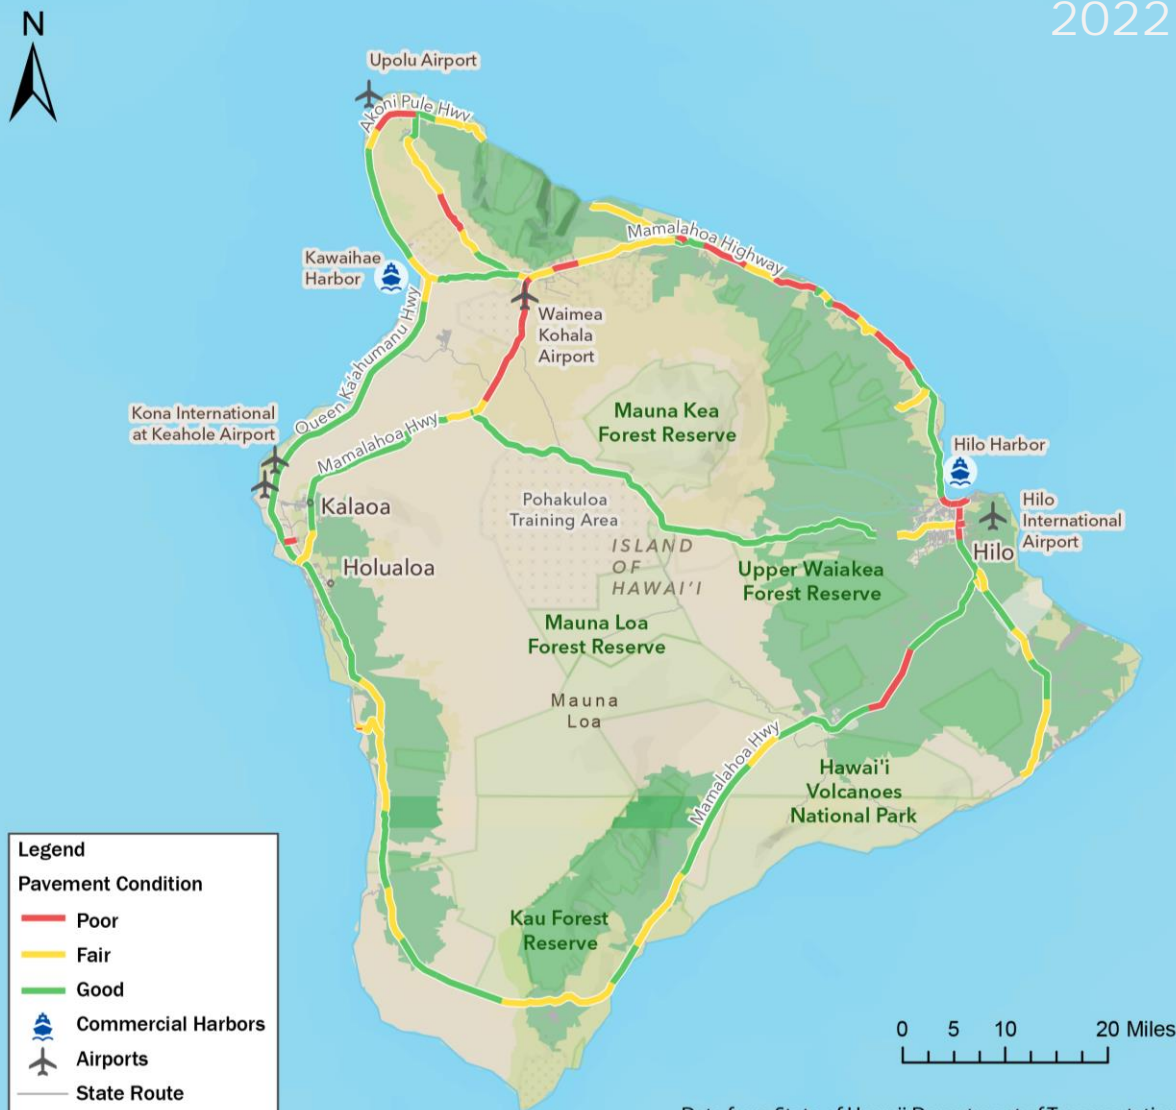 2022
N
Upolu Airport
Akoni Pule Hwy
Kawaihae
Harbor
Mamalahoa Highway
Queen Ka'ahumanu Hwy
Waimea
Kohala
Airport
Kona International
at Keahole Airport
Mamalahoa Hwy
Mauna Kea
Forest Reserve
Hilo Harbor
Kalaoa
Pohakuloa
Training Area
Hilo
International
Airport
ISLAND
OF
HAWAI'I
Hilo
Holualoa
Upper Waiakea
Forest Reserve
Mauna Loa
Forest Reserve
Mauna
Loa
Mamalahoa Hwy
Hawai'i
Volcanoes
National Park
Kau Forest
Reserve
Legend
Pavement Condition
Poor
Fair
Good
Commercial Harbors
Airports
State Route
0 5 10 20 Miles